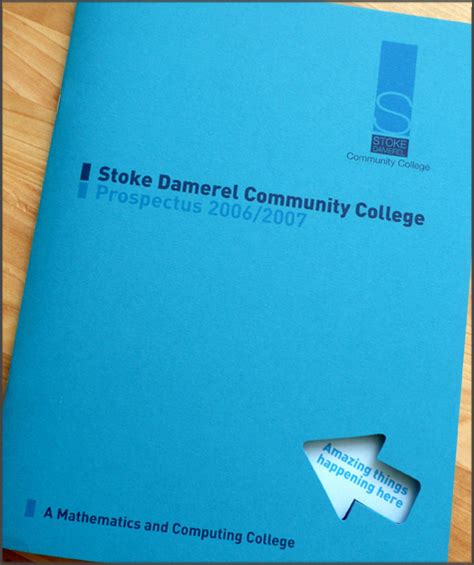 S
STOKE
DAMEREL
Community College
Stoke Damerel Community College
Prospectus 2006/2007
Amazing things
happening here
A Mathematics and Computing College